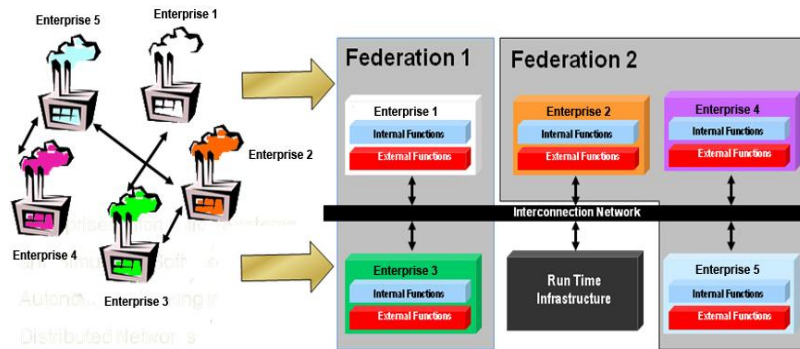 Enterprise 5
Enterprise 1
Enterprise 2
Enterprise 4
Enterprise 3
Federation 1
Federation 2
Enterprise 1
Internal Functions
External Functions
Enterprise 2
Internal Functions
External Functions
Enterprise 4
Internal Functions
External Functions
Interconnection Network
Enterprise 3
Internal Functions
External Functions
Run Time
Infrastructure
Enterprise 5
Internal Functions
External Functions
Distributed Network